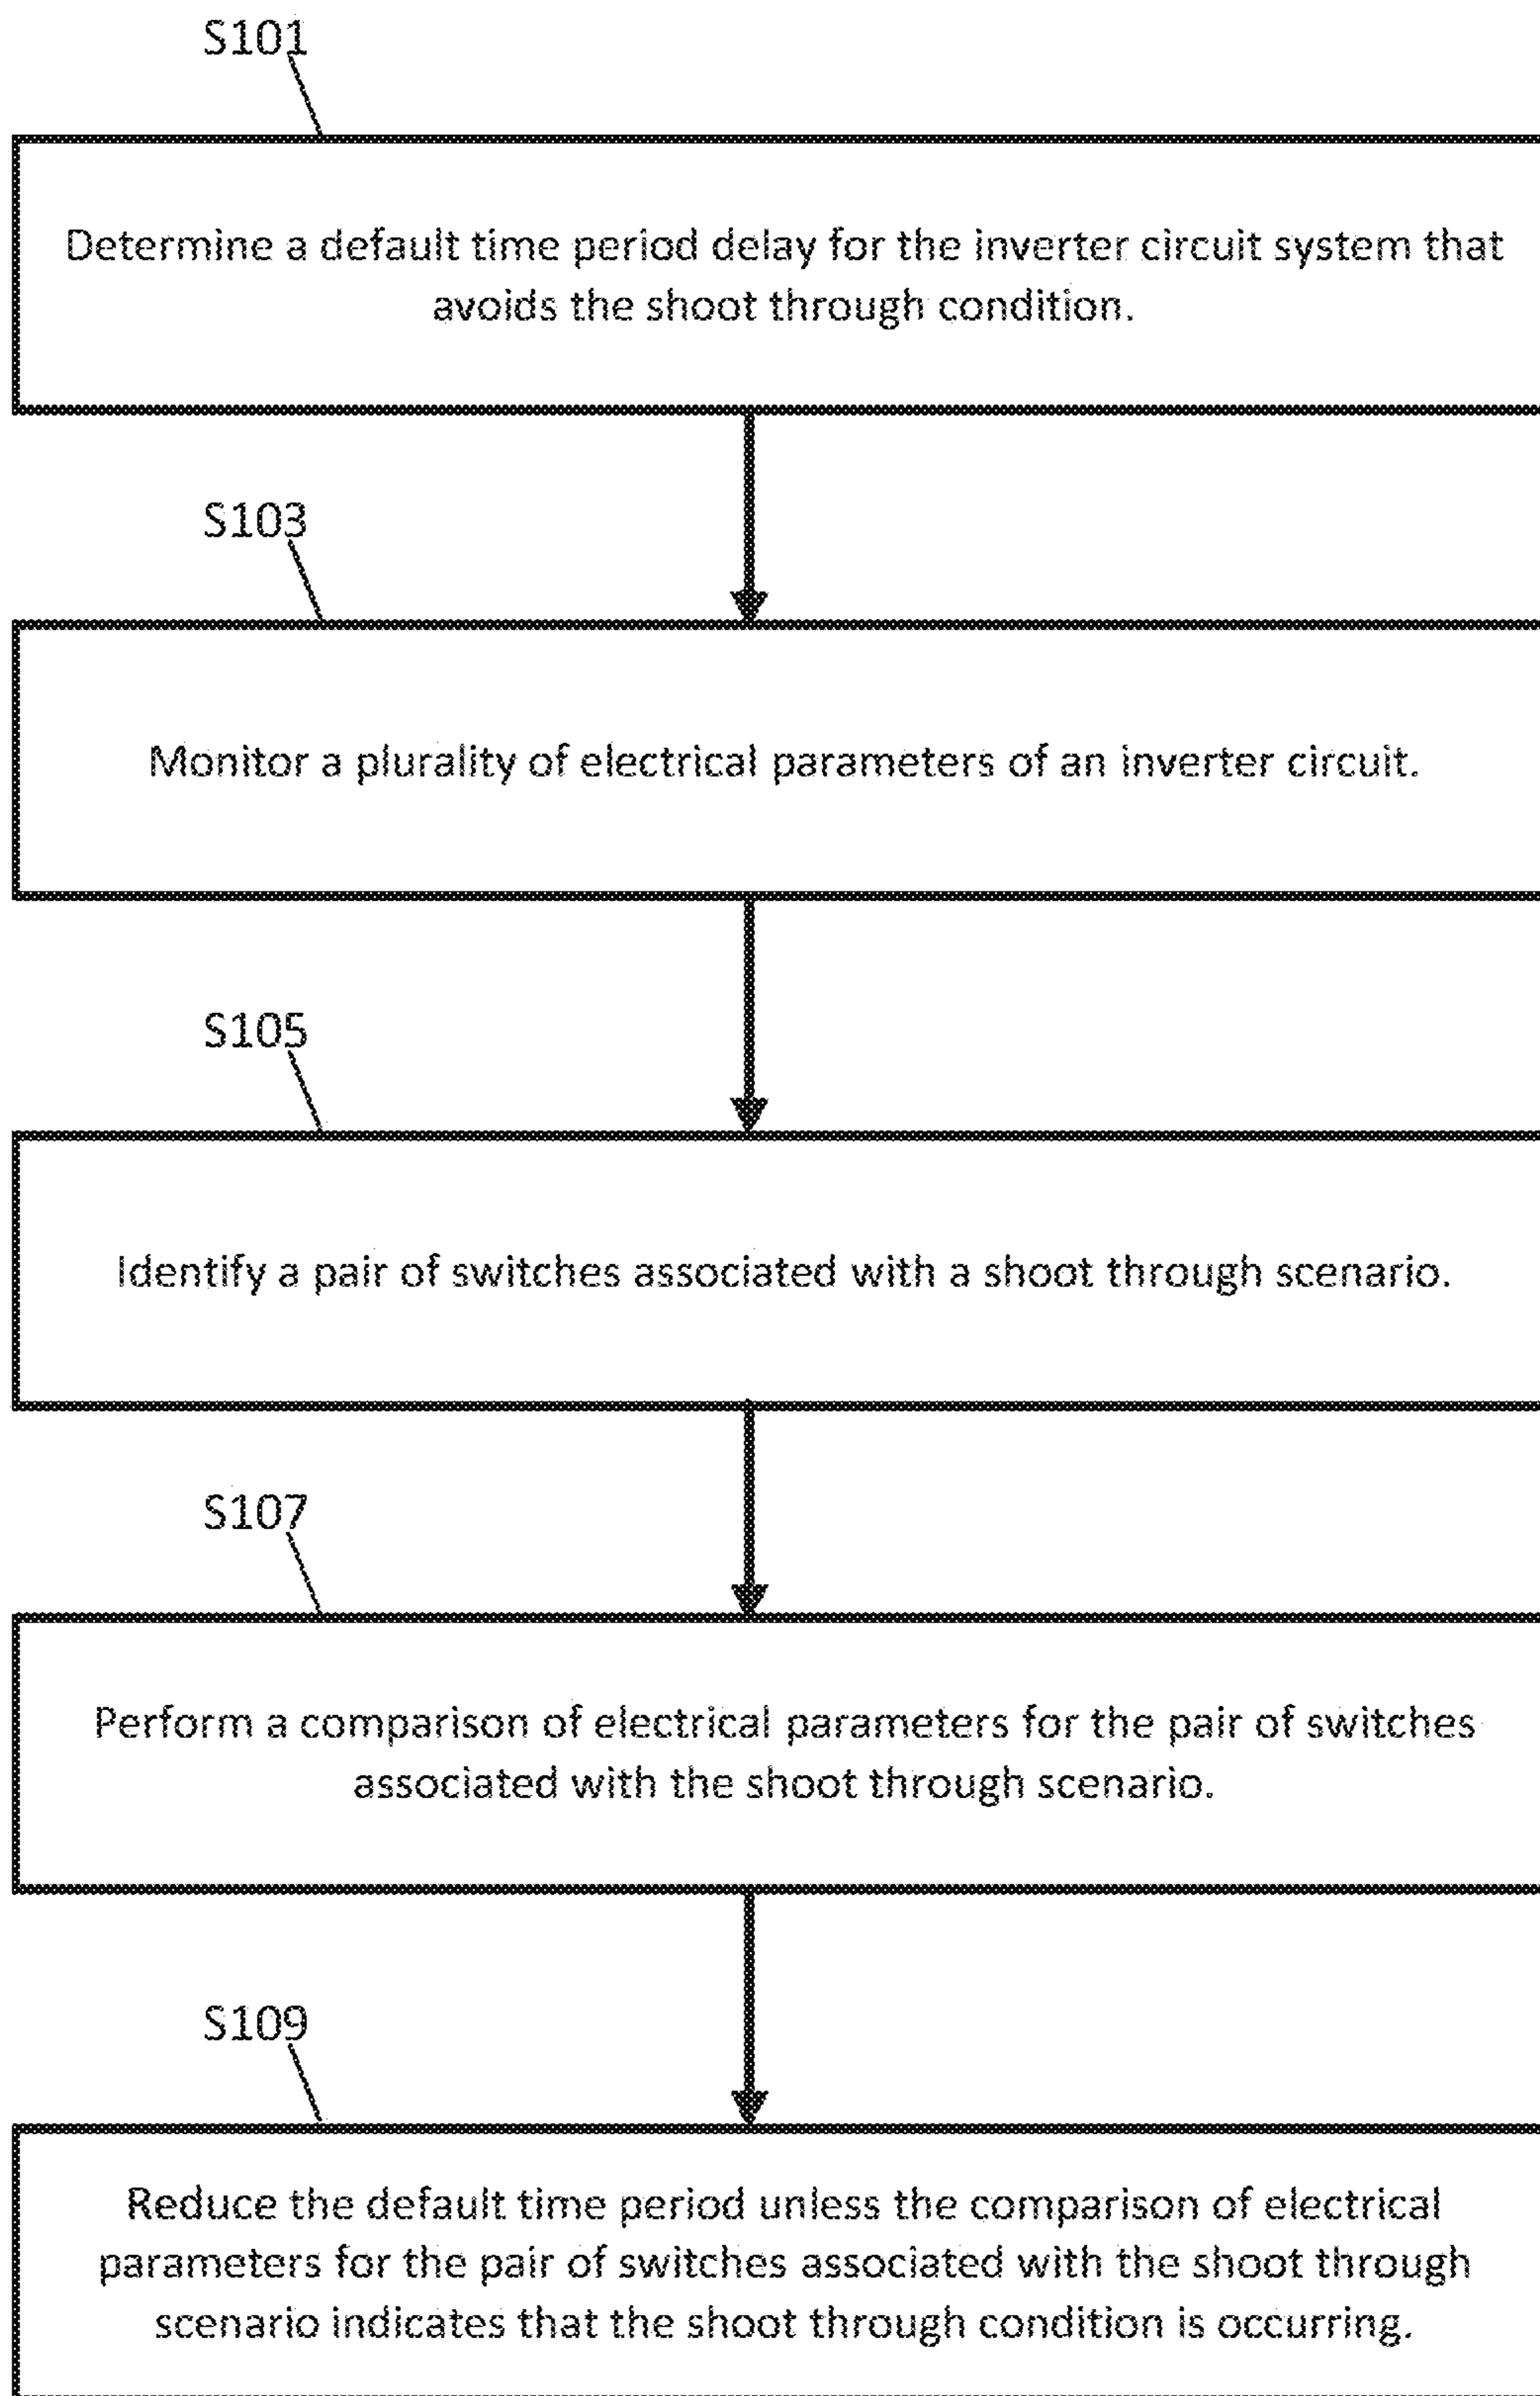 S101
Determine a default time period delay for the inverter circuit system that
avoids the shoot through condition.
S103
Monitor a plurality of electrical parameters of an inverter circuit.
S105
Identify a pair of switches associated with a shoot through scenario.
S107
Perform a comparison of electrical parameters for the pair of switches
associated with the shoot through scenario.
S109
Reduce the default time period unless the comparison of electrical
parameters for the pair of switches associated with the shoot through
scenario indicates that the shoot through condition is occurring.